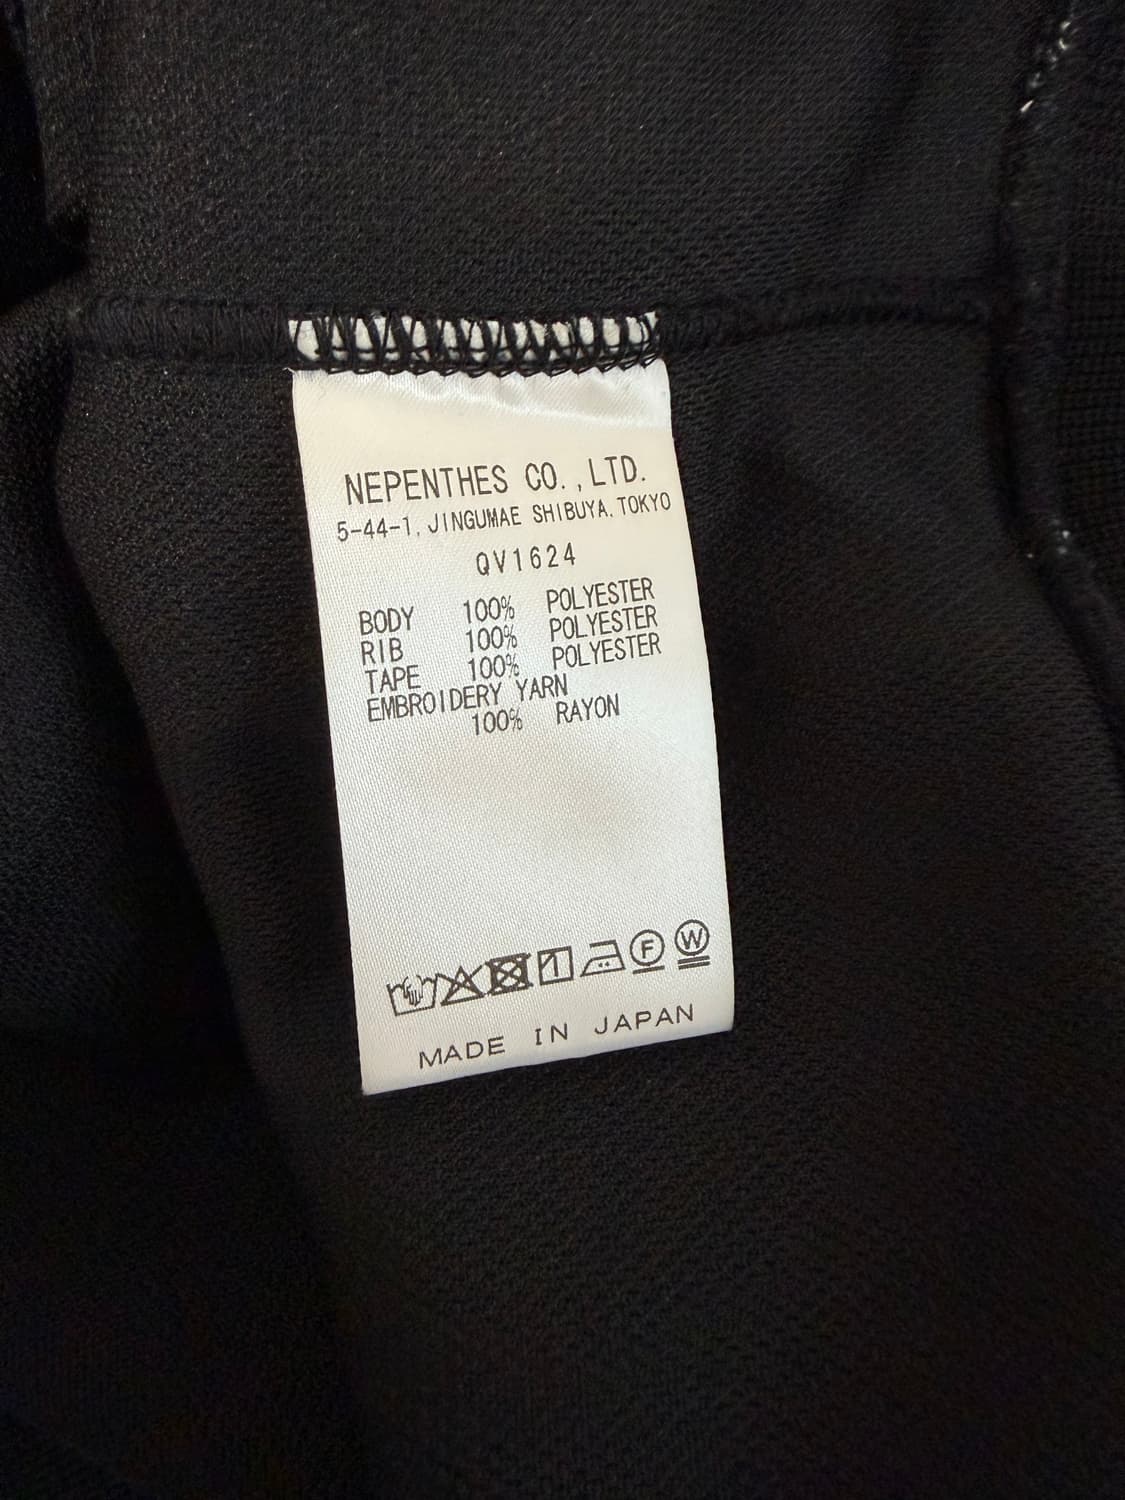 NEPENTHES CO.,LTD.
5-44-1, JINGUMAE SHIBUYA, TOKYO
QV1624
BODY 100% POLYESTER
RIB 100% POLYESTER
TAPE 100% POLYESTER
EMBROIDERY YARN
100% RAYON
F W
MADE IN JAPAN